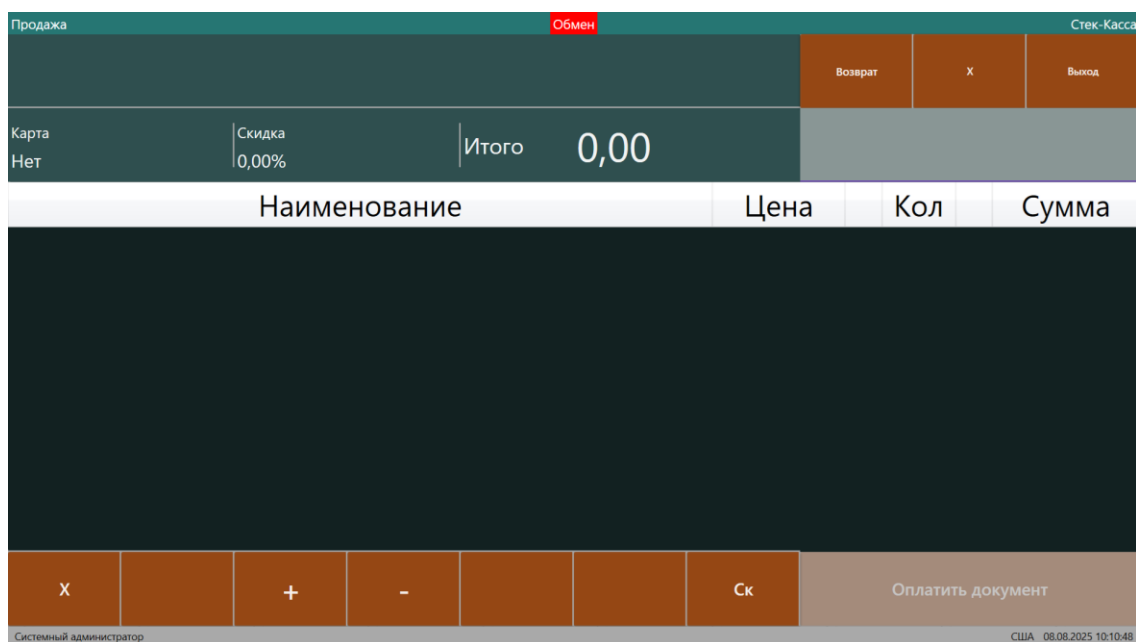 Продажа Обмен Стек-Касса
Возврат X Выход
Карта Скидка
Нет 0,00% Итого 0,00
Наименование Цена Кол Сумма
X + - Ск Оплатить документ
Системный администратор США 08.08.2025 10:10:48